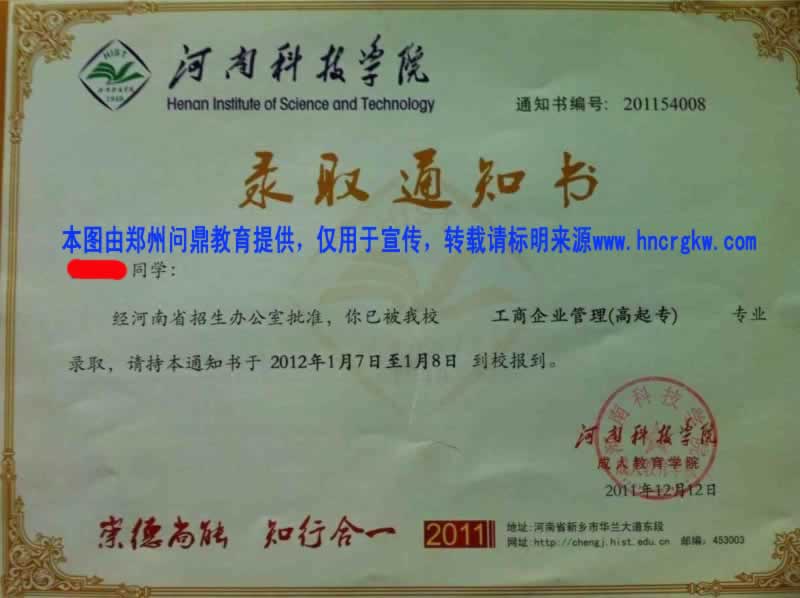 HIST
1949
河南科技学院
Henan Institute of Science and Technology
通知书编号: 201154008
录取通知书
本图由郑州问鼎教育提供，仅用于宣传，转载请标明来源www.hncrgkw.com
同学:
经河南省招生办公室批准，你已被我校 工商企业管理(高起专) 专业
录取，请持本通知书于 2012年1月7日至1月8日 到校报到。
河南科技学院
河南科技学院
成人教育学院
2011年12月12日
崇德尚能 知行合一 2011
地址:河南省新乡市华兰大道东段
网址:http://chengj.hist.edu.cn 邮编: 453003